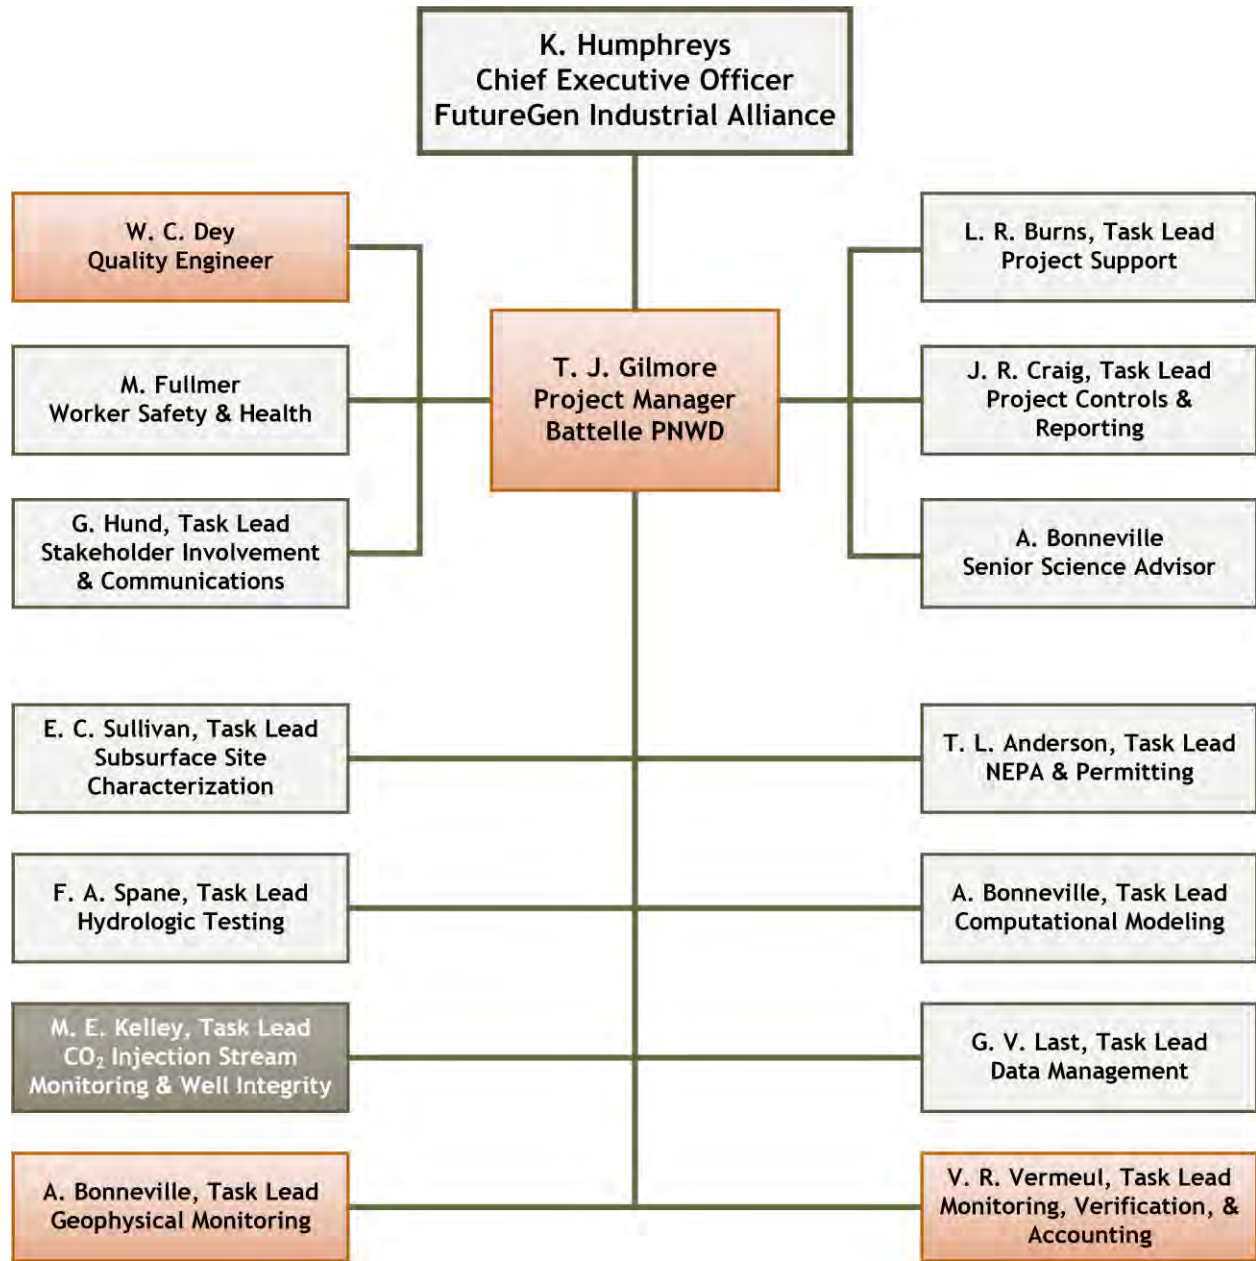 K. Humphreys
Chief Executive Officer
FutureGen Industrial Alliance
W. C. Dey
Quality Engineer
L. R. Burns, Task Lead
Project Support
T. J. Gilmore
Project Manager
Battelle PNWD
M. Fullmer
Worker Safety & Health
J. R. Craig, Task Lead
Project Controls &
Reporting
G. Hund, Task Lead
Stakeholder Involvement
& Communications
A. Bonneville
Senior Science Advisor
E. C. Sullivan, Task Lead
Subsurface Site
Characterization
T. L. Anderson, Task Lead
NEPA & Permitting
F. A. Spane, Task Lead
Hydrologic Testing
A. Bonneville, Task Lead
Computational Modeling
M. E. Kelley, Task Lead
CO₂ Injection Stream
Monitoring & Well Integrity
G. V. Last, Task Lead
Data Management
A. Bonneville, Task Lead
Geophysical Monitoring
V. R. Vermeul, Task Lead
Monitoring, Verification, &
Accounting